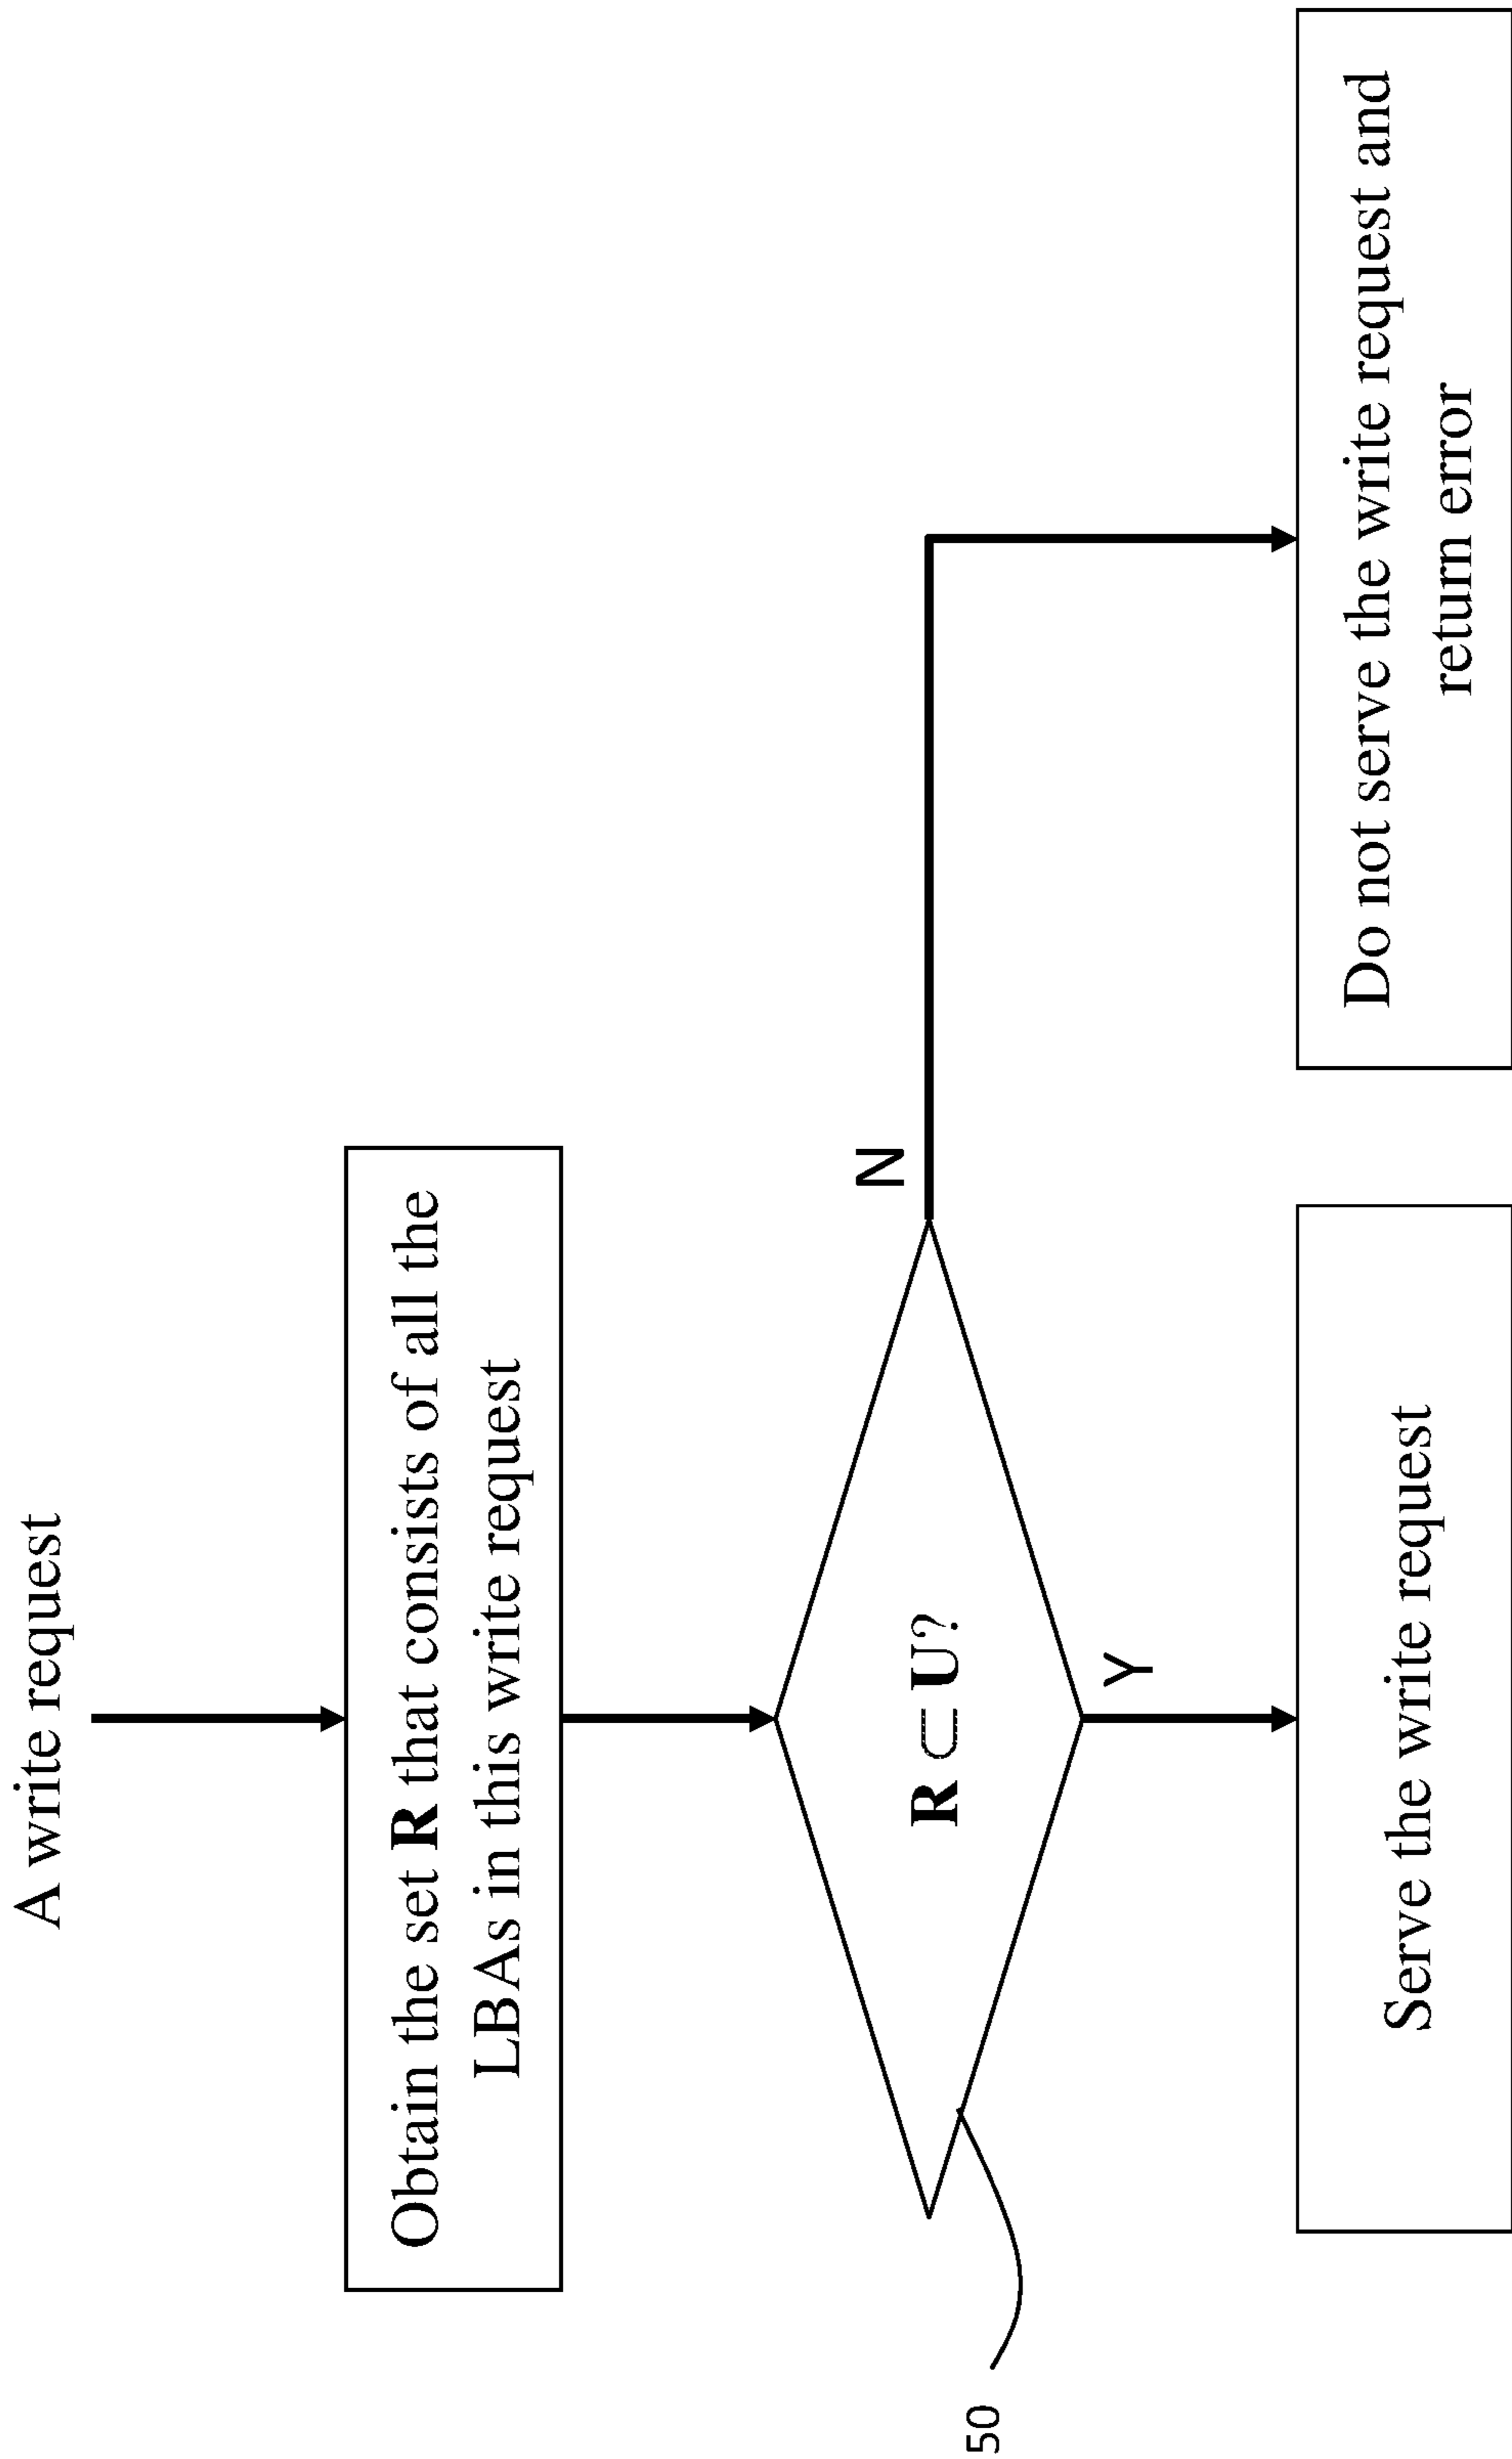 A write request
Obtain the set R that consists of all the
LBAs in this write request
R ⊂ U?
N
Y
50
Serve the write request
Do not serve the write request and
return error